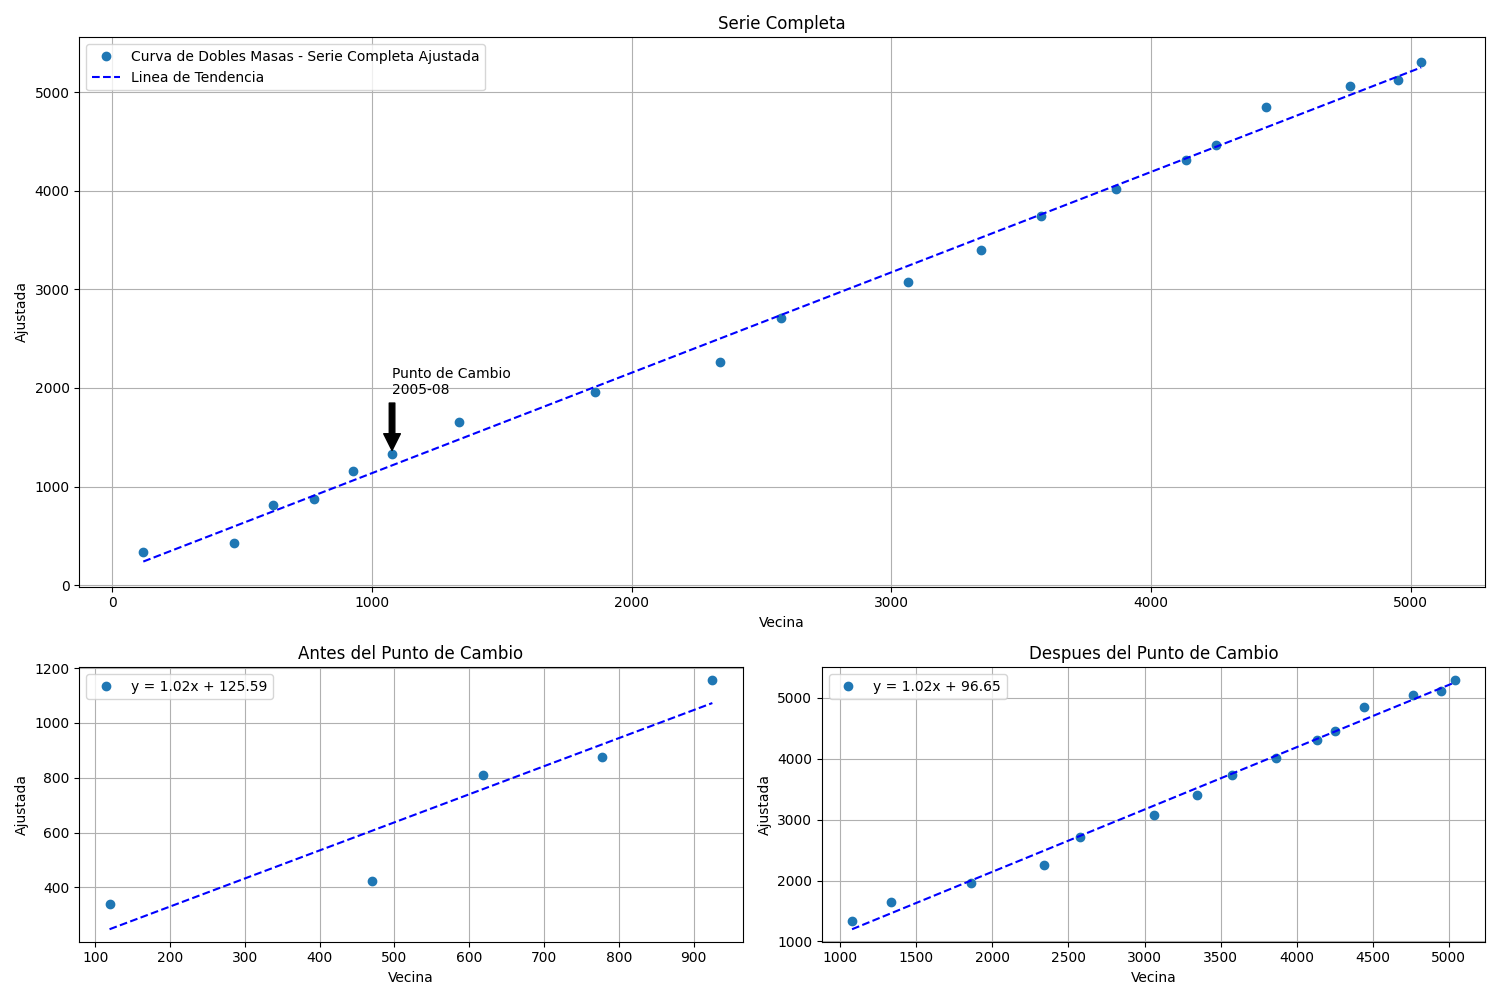 Serie Completa
Curva de Dobles Masas - Serie Completa Ajustada
Linea de Tendencia
5000
4000
3000
2000
1000
0
Ajustada
Punto de Cambio
2005-08
0 1000 2000 3000 4000 5000
Vecina
Antes del Punto de Cambio
y = 1.02x + 125.59
1200
1000
800
600
400
Ajustada
100 200 300 400 500 600 700 800 900
Vecina
Despues del Punto de Cambio
y = 1.02x + 96.65
5000
4000
3000
2000
1000
Ajustada
1000 1500 2000 2500 3000 3500 4000 4500 5000
Vecina